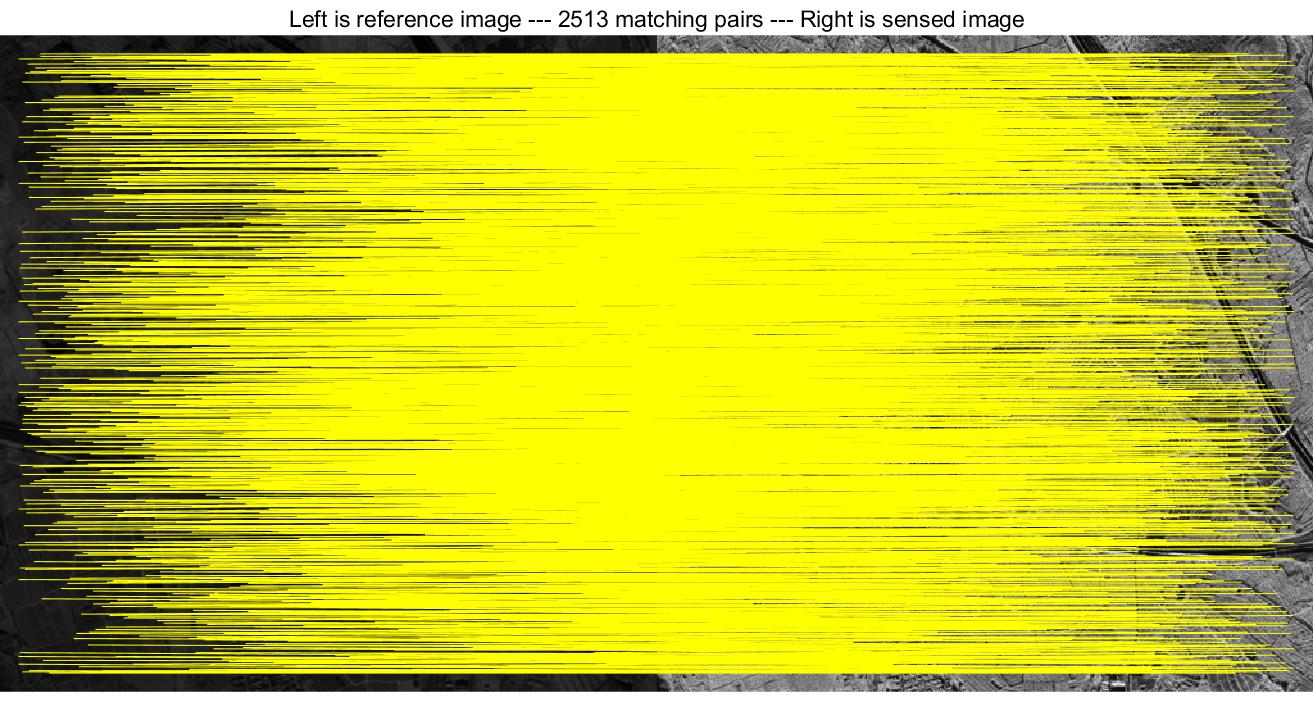 Left is reference image --- 2513 matching pairs --- Right is sensed image